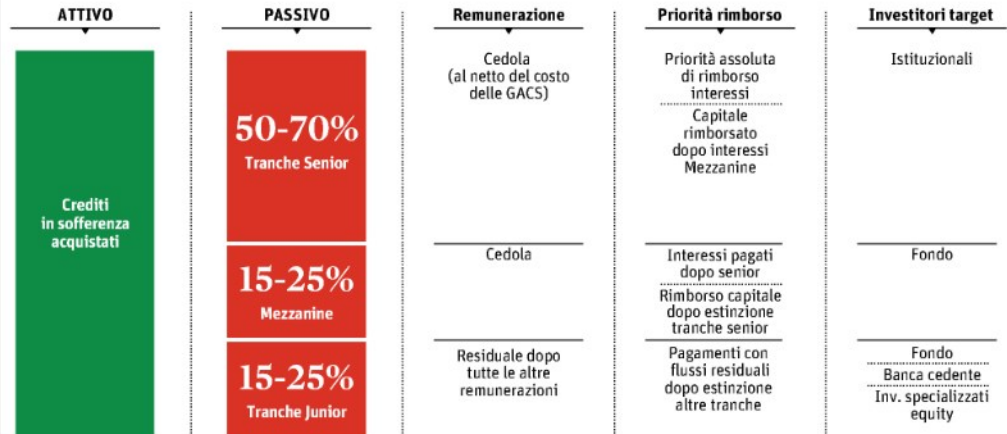 ATTIVO
PASSIVO
Remunerazione
Priorità rimborso
Investitori target
Crediti
in sofferenza
acquistati
50-70%
Tranche Senior
Cedola
(al netto del costo
delle GACS)
Priorità assoluta
di rimborso
interessi
Capitale
rimborsato
dopo interessi
Mezzanine
Istituzionali
15-25%
Mezzanine
Cedola
Interessi pagati
dopo senior
Rimborso capitale
dopo estinzione
tranche senior
Fondo
15-25%
Tranche Junior
Residuale dopo
tutte le altre
remunerazioni
Pagamenti con
flussi residuali
dopo estinzione
altre tranche
Fondo
Banca cedente
Inv. specializzati
equity